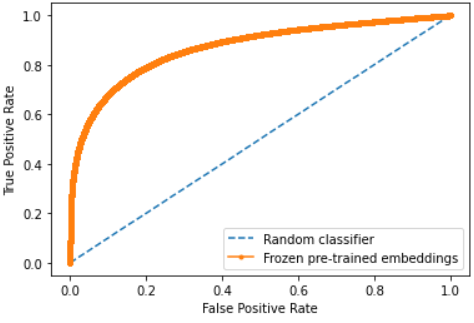 1.0
0.8
0.6
0.4
0.2
0.0
True Positive Rate
Random classifier
Frozen pre-trained embeddings
0.0 0.2 0.4 0.6 0.8 1.0
False Positive Rate